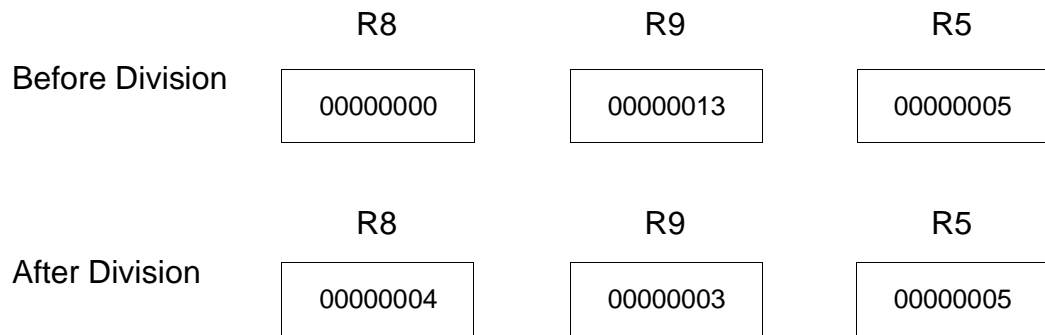 R8 R9 R5
Before Division
00000000 00000013 00000005
R8 R9 R5
After Division
00000004 00000003 00000005